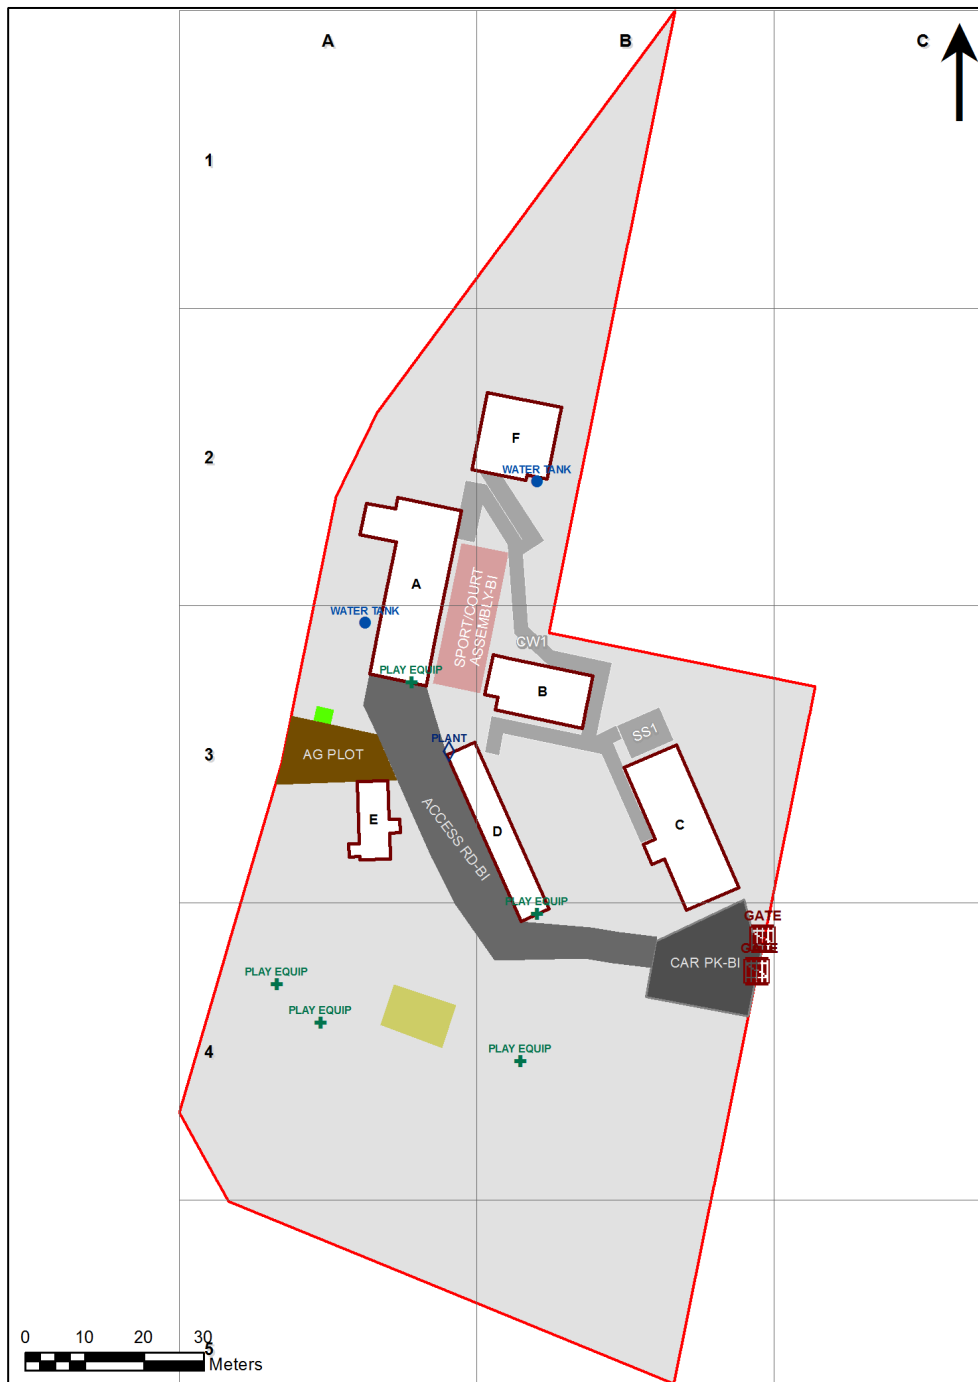 A
B
C
1
2
F
WATER TANK
A
SPORT/COURT
ASSEMBLY-BI
WATER TANK
CW1
PLAY EQUIP
B
SS1
PLANT
3
AG PLOT
E
ACCESS RD-BI
D
C
PLAY EQUIP
GATE
GATE
CAR PK-BI
PLAY EQUIP
PLAY EQUIP
PLAY EQUIP
4
0 10 20 30
Meters
5